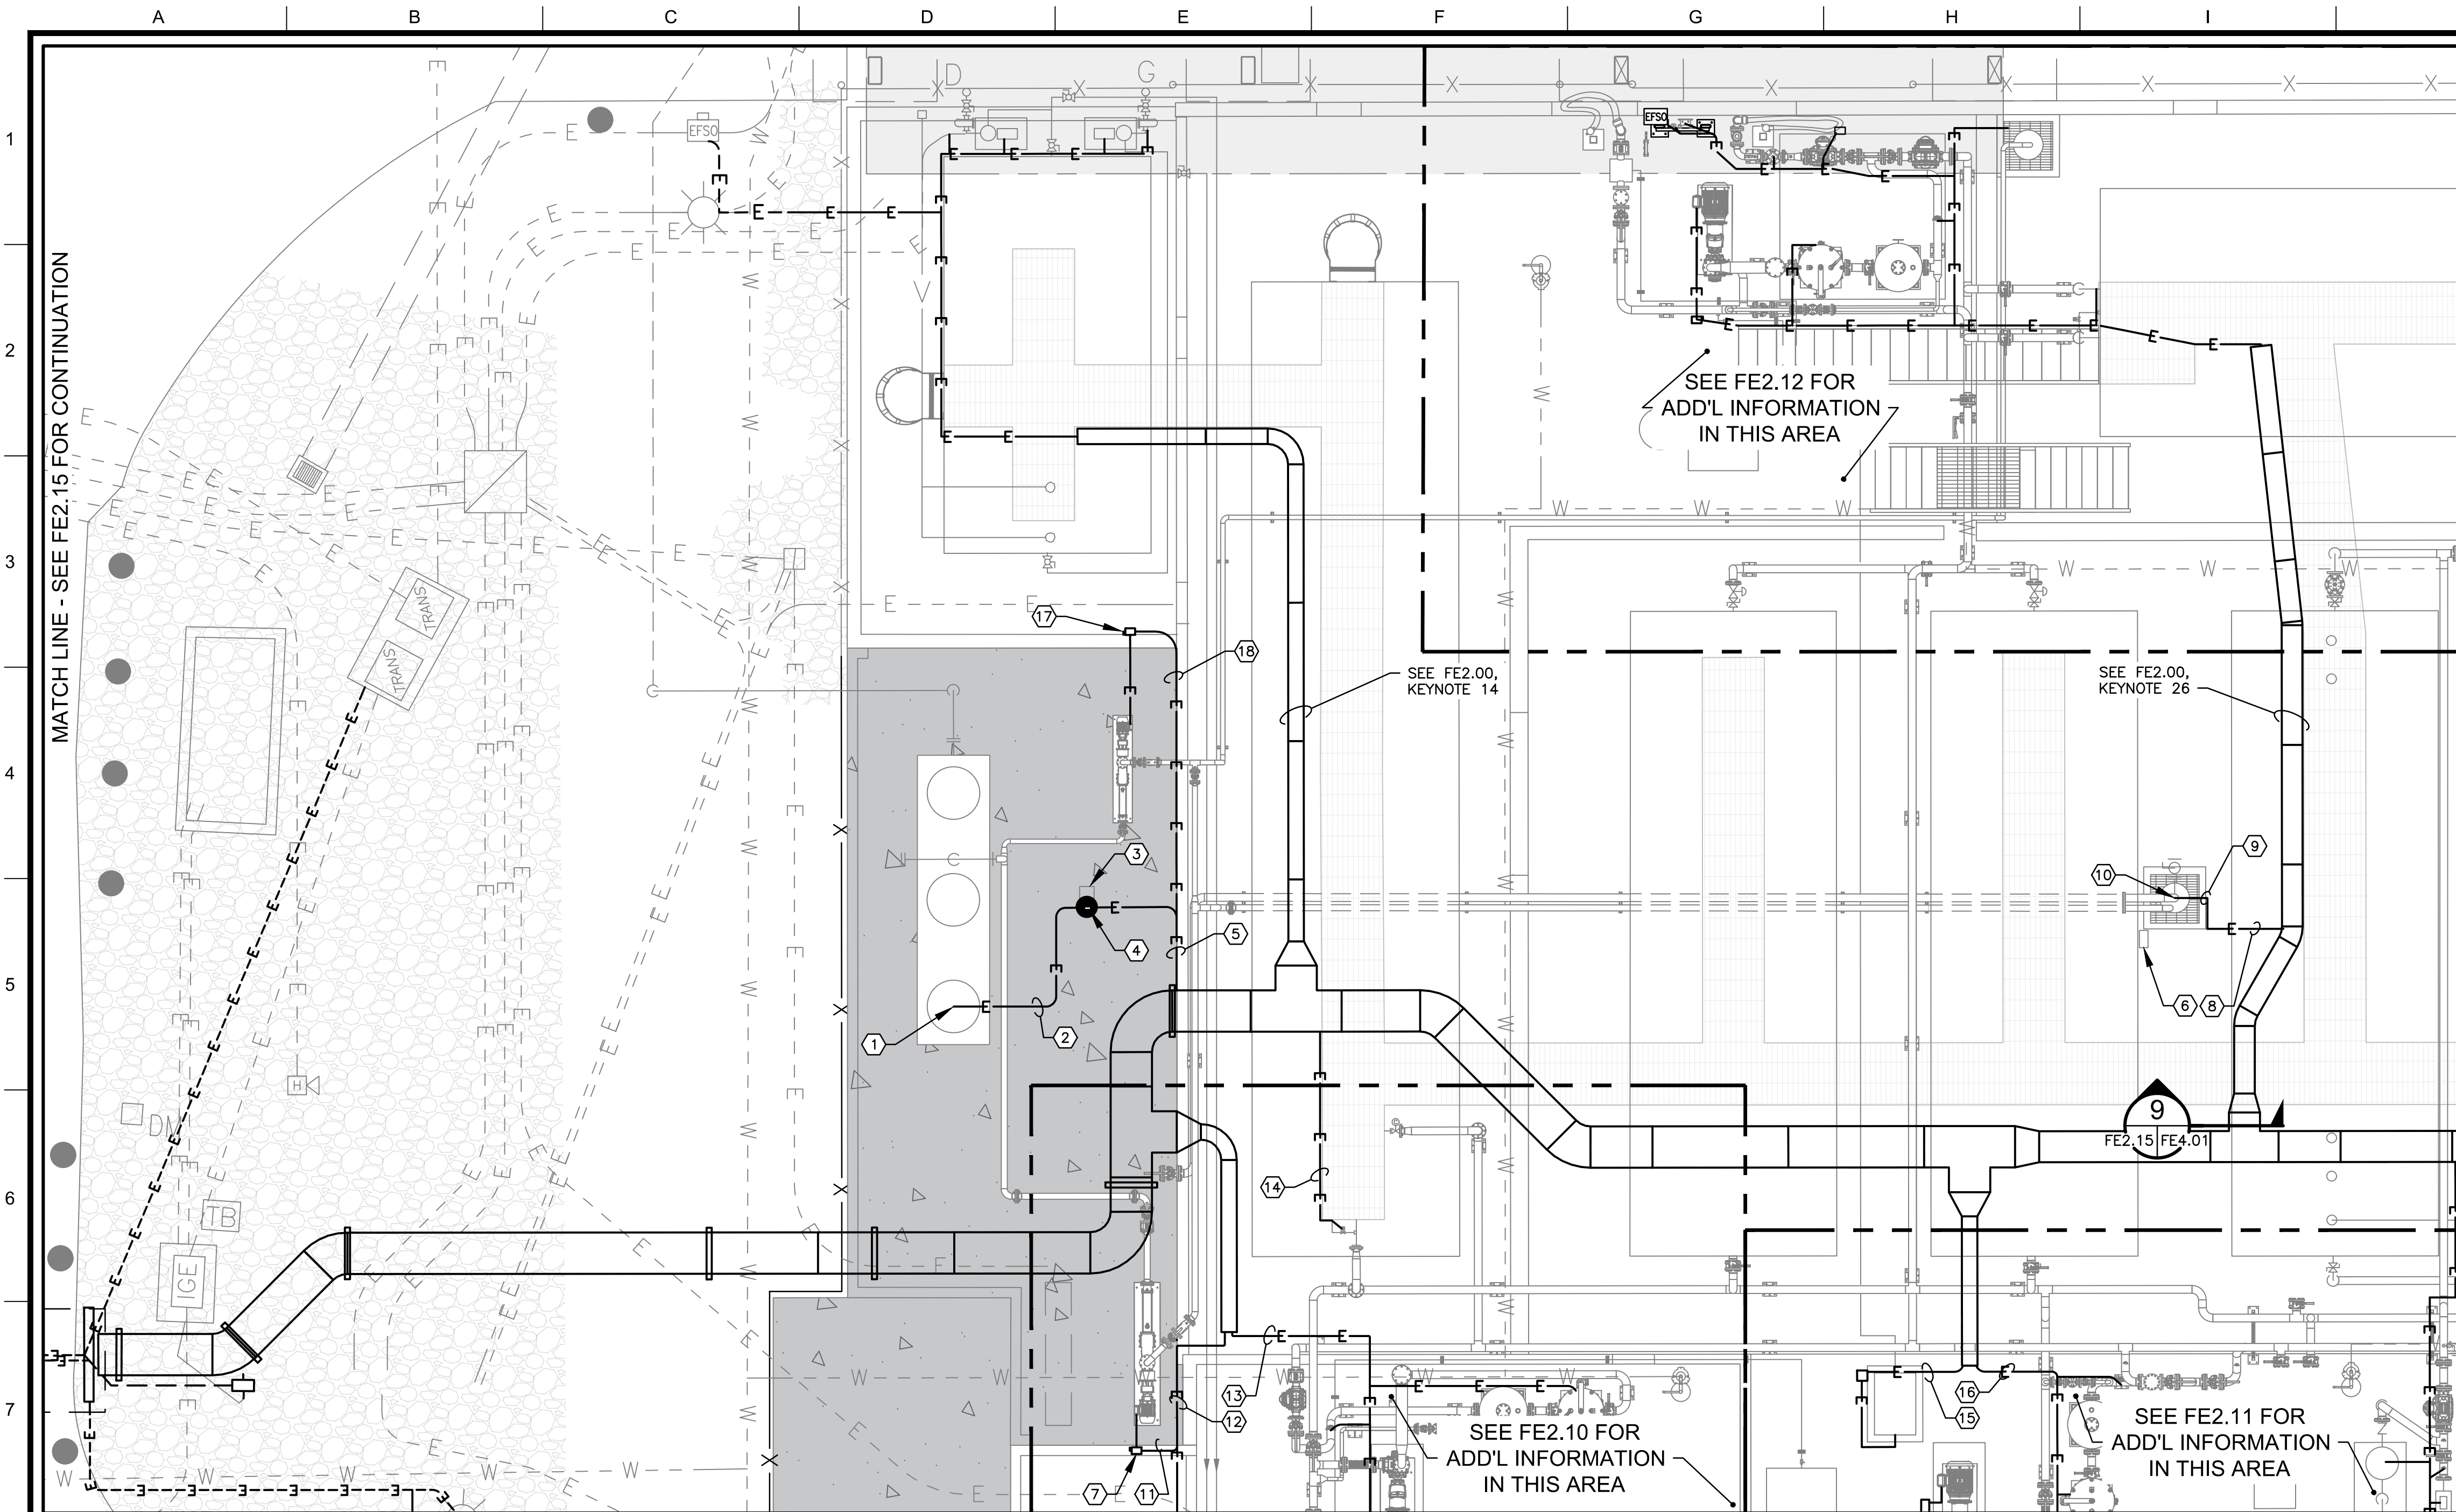 A B C D E F G H I
1
2
3
4
5
6
7
MATCH LINE - SEE FE2.15 FOR CONTINUATION
D
G
EFSO
EFSO
V
SEE FE2.12 FOR
ADD'L INFORMATION
IN THIS AREA
TRANS
TRANS
17
18
SEE FE2.00,
KEYNOTE 14
SEE FE2.00,
KEYNOTE 26
C
3
9
10
4
5
6
8
1
2
H
9
FE2.15 FE4.01
14
TB
IGE
13
12
16
15
SEE FE2.10 FOR
ADD'L INFORMATION
IN THIS AREA
SEE FE2.11 FOR
ADD'L INFORMATION
IN THIS AREA
7
11